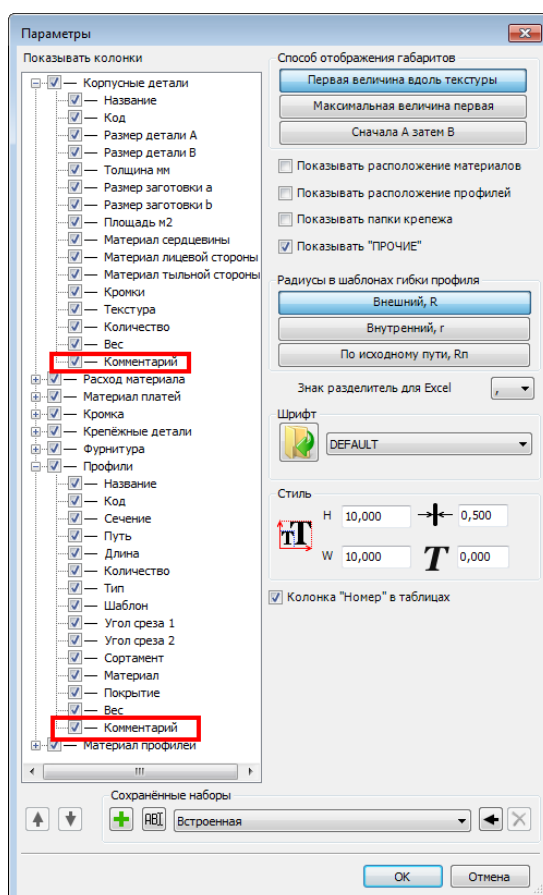 Параметры
Показывать колонки
Корпусные детали
Название
Код
Размер детали A
Размер детали B
Толщина мм
Размер заготовки a
Размер заготовки b
Площадь м2
Материал сердцевины
Материал лицевой стороны
Материал тыльной стороны
Кромки
Текстура
Количество
Вес
Комментарий
Расход материала
Материал платей
Кромка
Крепёжные детали
Фурнитура
Профили
Название
Код
Сечение
Путь
Длина
Количество
Тип
Шаблон
Угол среза 1
Угол среза 2
Сортамент
Материал
Покрытие
Вес
Комментарий
Материал профилей
Способ отображения габаритов
Первая величина вдоль текстуры
Максимальная величина первая
Сначала А затем В
Показывать расположение материалов
Показывать расположение профилей
Показывать папки крепежа
Показывать "ПРОЧИЕ"
Радиусы в шаблонах гибки профиля
Внешний, R
Внутренний, r
По исходному пути, Rп
Знак разделитель для Excel ,
Шрифт
DEFAULT
Стиль
H 10,000 0,500
W 10,000 T 0,000
Колонка "Номер" в таблицах
Сохранённые наборы
ABI Встроенная
OK Отмена